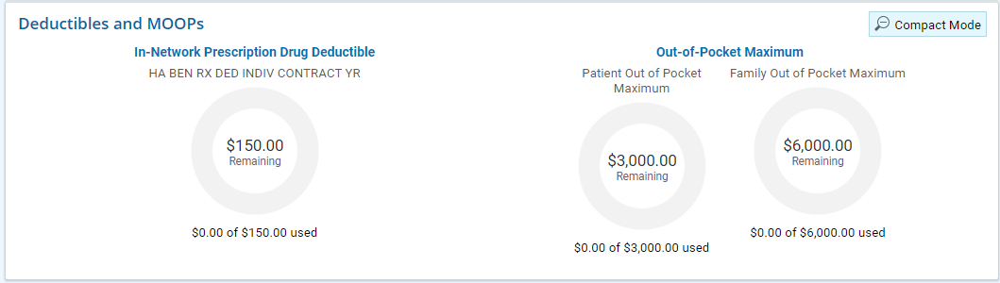 Deductibles and MOOPs
Compact Mode
In-Network Prescription Drug Deductible
HA BEN RX DED INDIV CONTRACT YR
$150.00
Remaining
$0.00 of $150.00 used
Out-of-Pocket Maximum
Patient Out of Pocket
Maximum
$3,000.00
Remaining
$0.00 of $3,000.00 used
Family Out of Pocket Maximum
$6,000.00
Remaining
$0.00 of $6,000.00 used